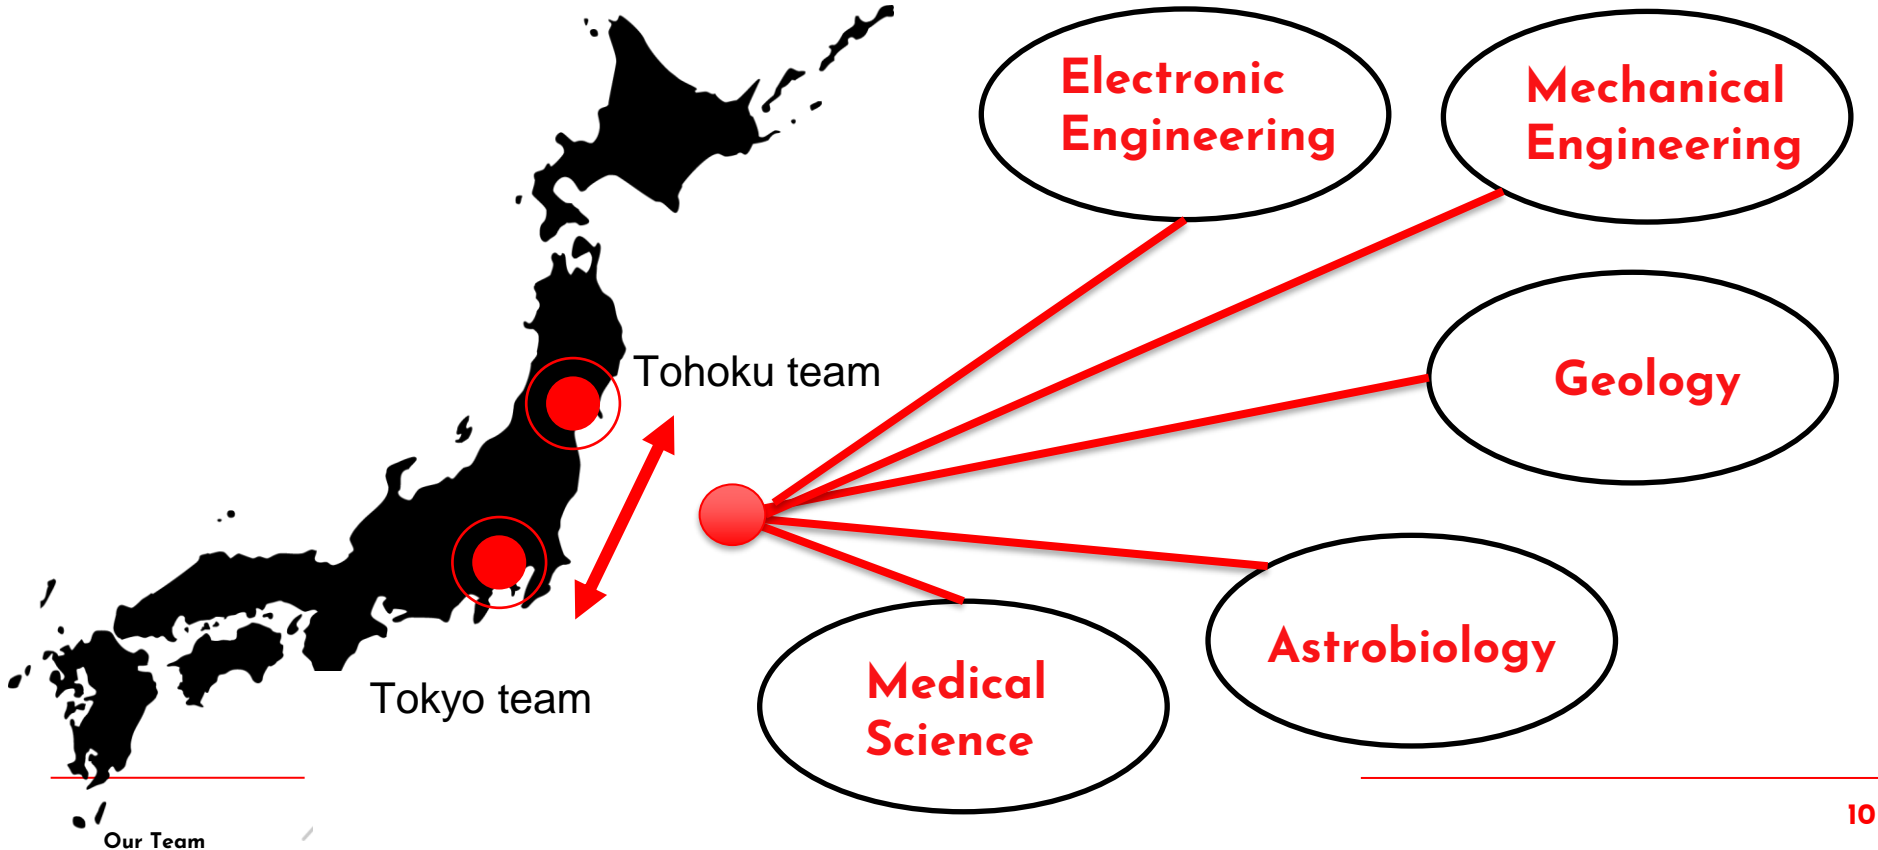 Electronic
Engineering
Mechanical
Engineering
Tohoku team
Geology
Astrobiology
Tokyo team
Medical
Science
Our Team
10